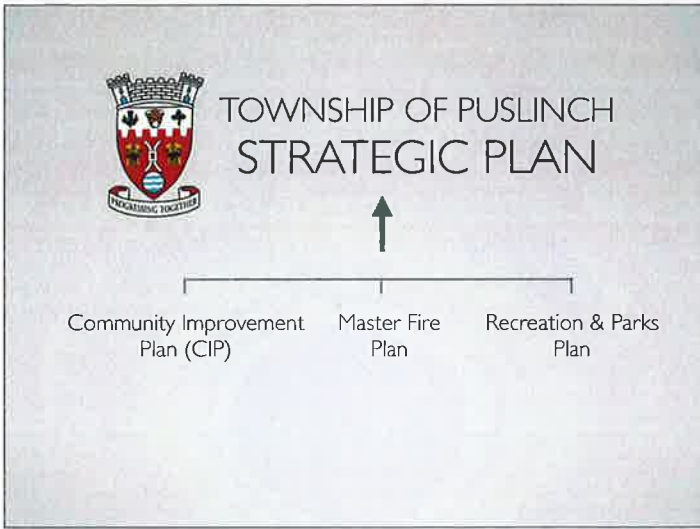 TOWNSHIP OF PUSLINCH
STRATEGIC PLAN
PROGRESSING TOGETHER
Community Improvement
Plan (CIP)
Master Fire
Plan
Recreation & Parks
Plan